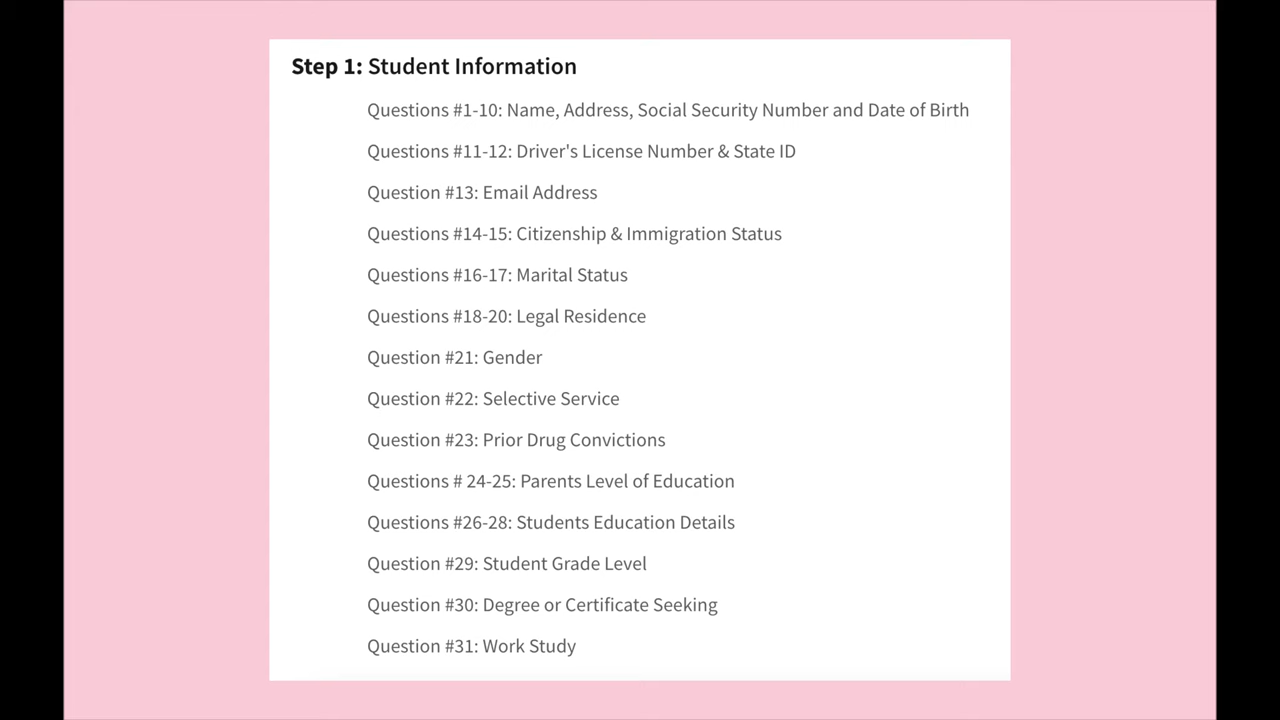 Step 1: Student Information
Questions #1-10: Name, Address, Social Security Number and Date of Birth
Questions #11-12: Driver's License Number & State ID
Question #13: Email Address
Questions #14-15: Citizenship & Immigration Status
Questions #16-17: Marital Status
Questions #18-20: Legal Residence
Question #21: Gender
Question #22: Selective Service
Question #23: Prior Drug Convictions
Questions # 24-25: Parents Level of Education
Questions #26-28: Students Education Details
Question #29: Student Grade Level
Question #30: Degree or Certificate Seeking
Question #31: Work Study